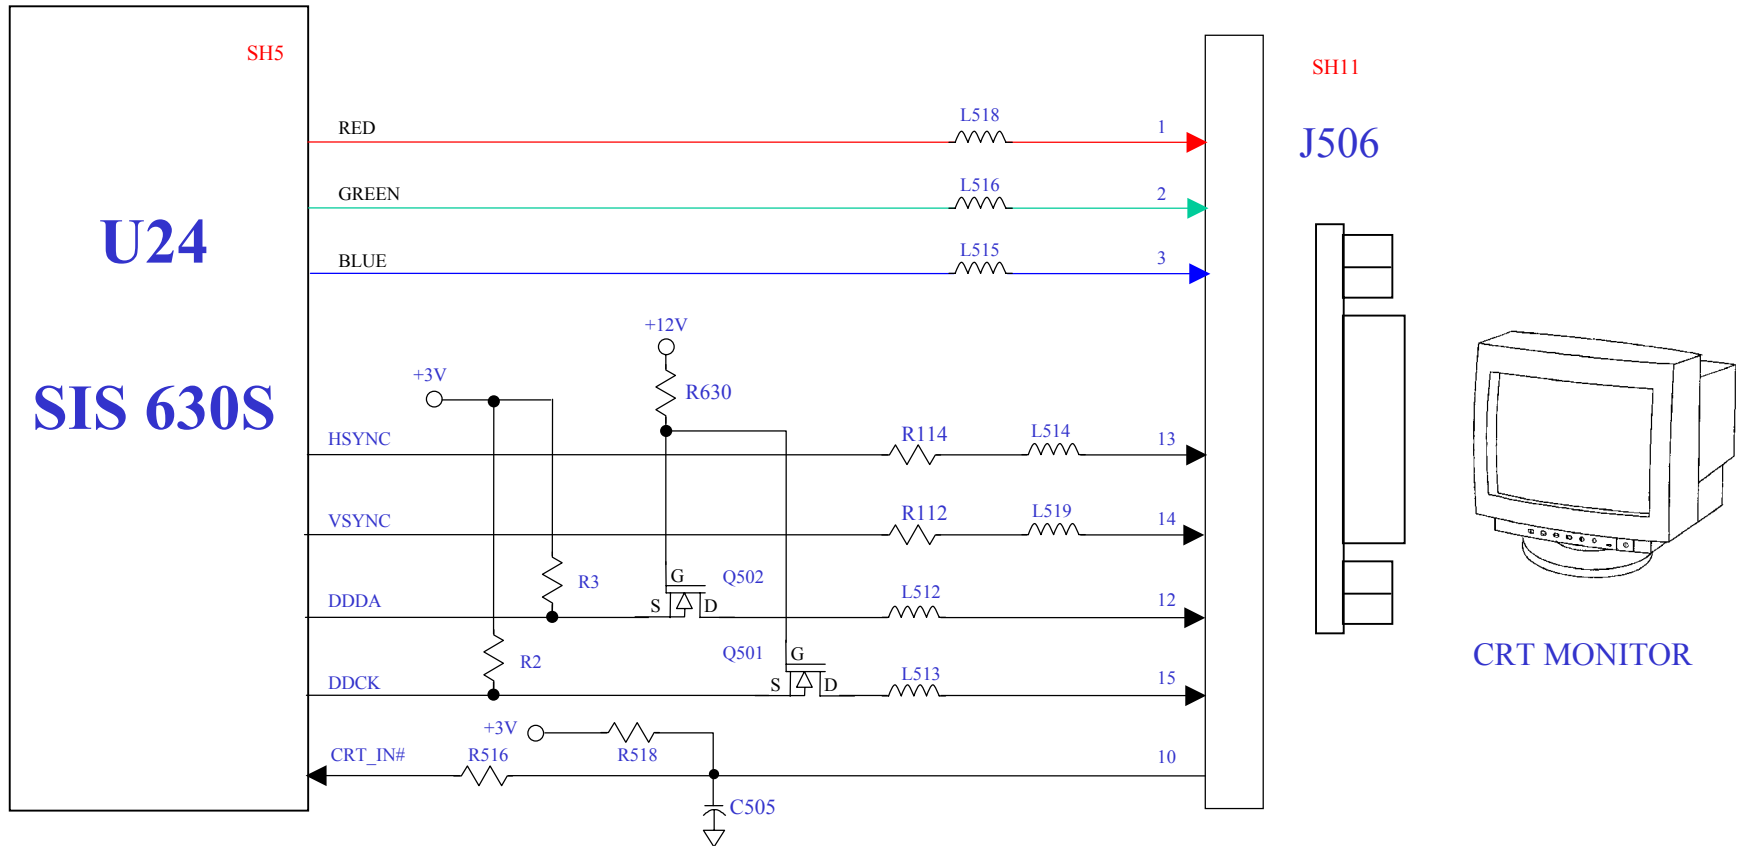 SH5
SH11
L518
RED
1
J506
L516
GREEN
2
U24
L515
BLUE
3
+12V
+3V
R630
SIS 630S
HSYNC
R114
L514
13
VSYNC
R112
L519
14
R3
G
Q502
L512
DDDA
S
D
12
R2
Q501
G
CRT MONITOR
DDCK
S
D
L513
15
+3V
CRT_IN#
R516
R518
10
C505